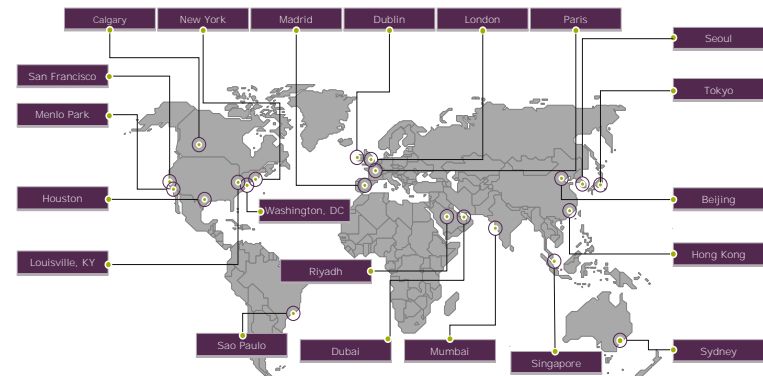 Calgary
New York
Madrid
Dublin
London
Paris
Seoul
San Francisco
Tokyo
Menlo Park
Houston
Beijing
Washington, DC
Hong Kong
Louisville, KY
Riyadh
Sao Paulo
Dubai
Mumbai
Sydney
Singapore